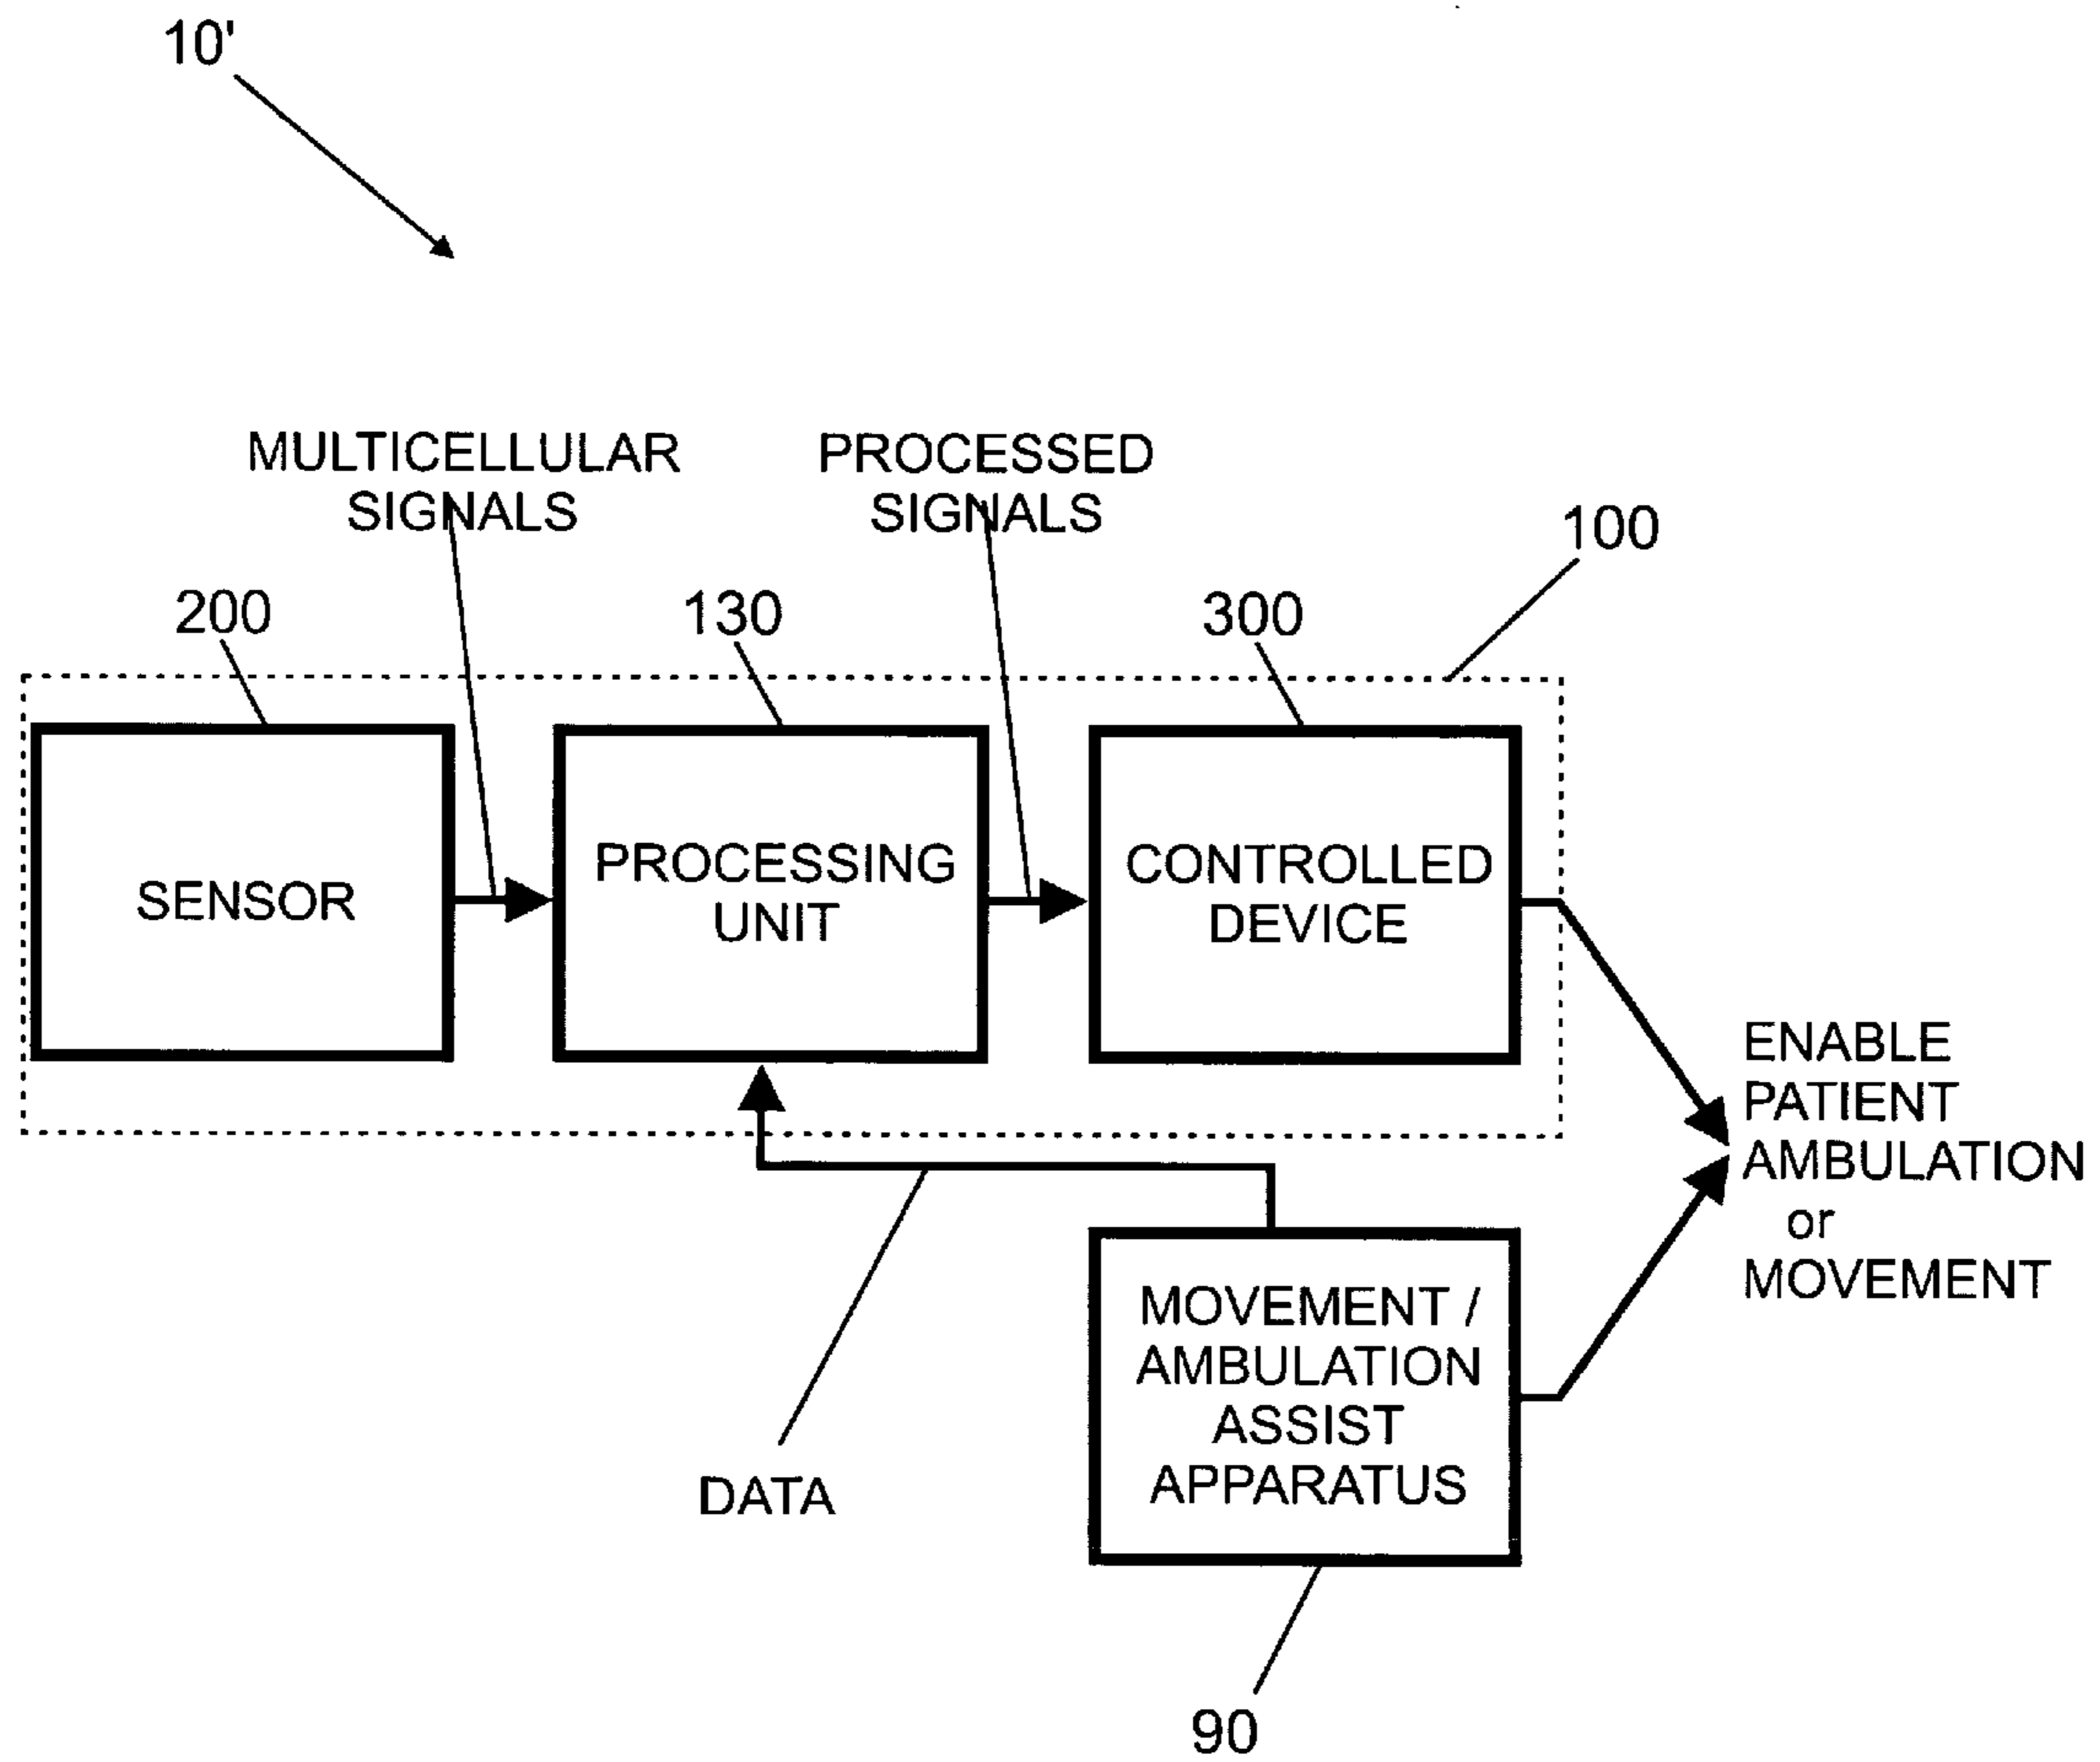 10'
MULTICELLULAR
SIGNALS
PROCESSED
SIGNALS
100
200
130
300
SENSOR
PROCESSING
UNIT
CONTROLLED
DEVICE
ENABLE
PATIENT
AMBULATION
or
MOVEMENT
MOVEMENT /
AMBULATION
ASSIST
APPARATUS
DATA
90